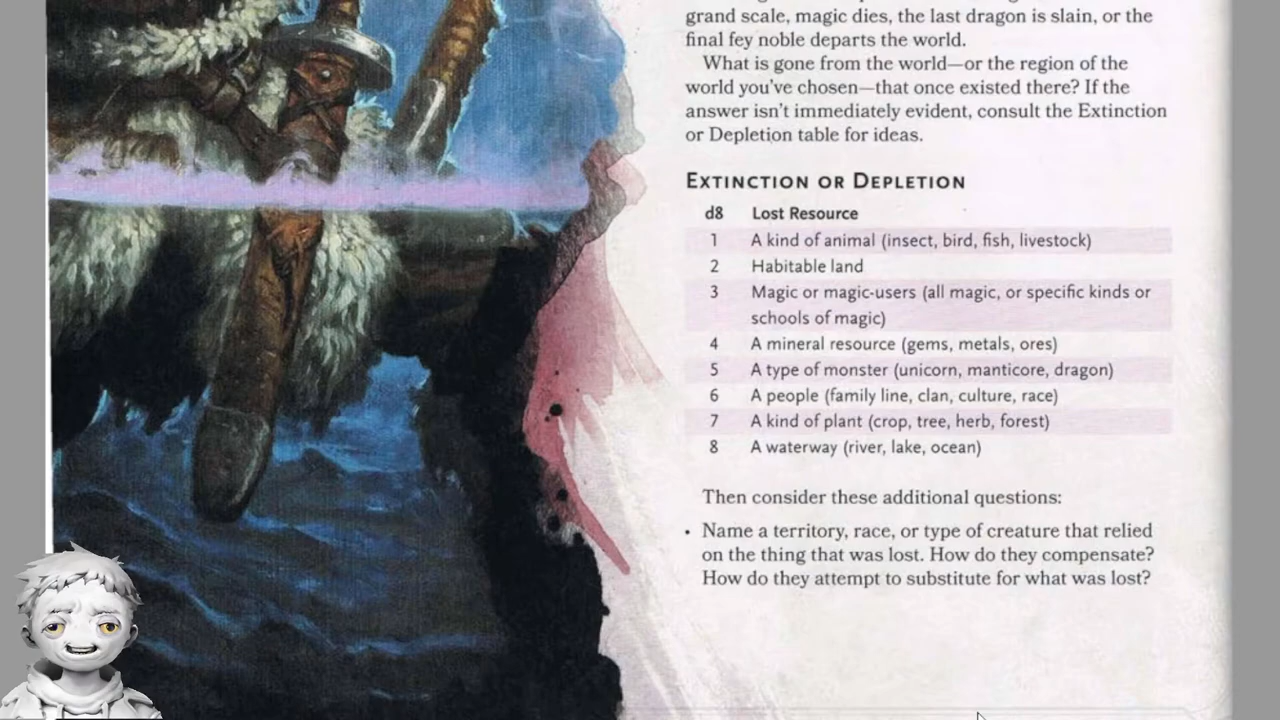 grand scale, magic dies, the last dragon is slain, or the
final fey noble departs the world.
What is gone from the world—or the region of the
world you've chosen—that once existed there? If the
answer isn't immediately evident, consult the Extinction
or Depletion table for ideas.
EXTINCTION OR DEPLETION
d8 Lost Resource
1 A kind of animal (insect, bird, fish, livestock)
2 Habitable land
3 Magic or magic-users (all magic, or specific kinds or
schools of magic)
4 A mineral resource (gems, metals, ores)
5 A type of monster (unicorn, manticore, dragon)
6 A people (family line, clan, culture, race)
7 A kind of plant (crop, tree, herb, forest)
8 A waterway (river, lake, ocean)
Then consider these additional questions:
• Name a territory, race, or type of creature that relied
on the thing that was lost. How do they compensate?
How do they attempt to substitute for what was lost?